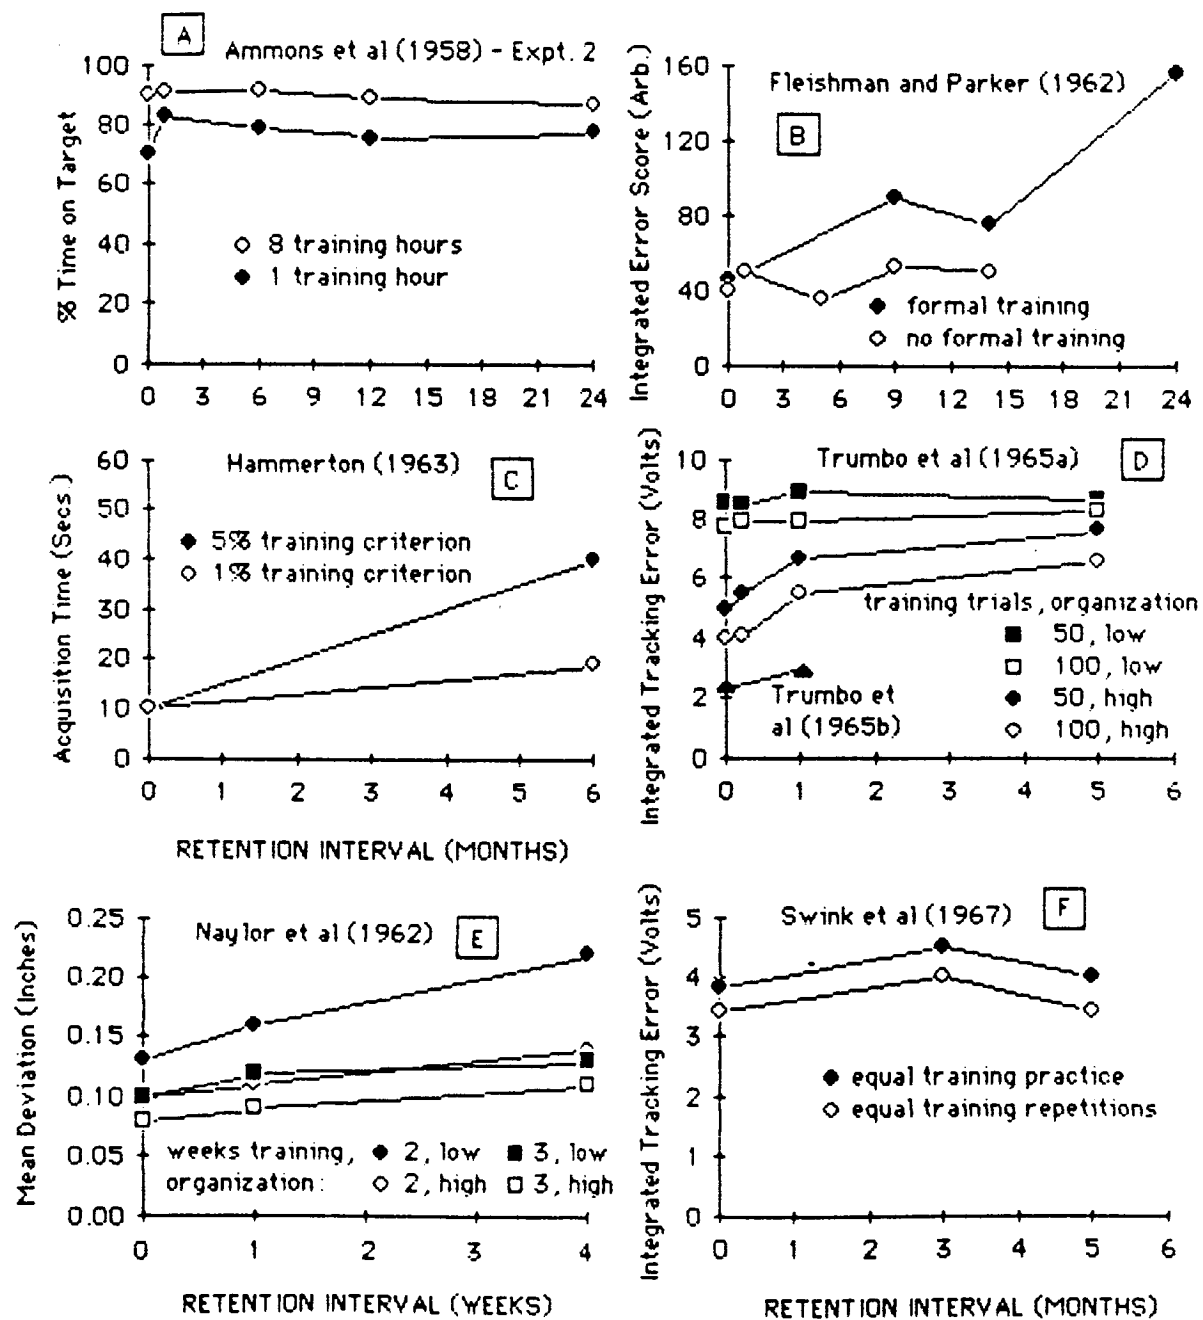 A
Ammons et al (1958) - Expt. 2
% Time on Target
100
80
60
40
20
0
8 training hours
1 training hour
0 3 6 9 12 15 18 21 24
B
Fleishman and Parker (1962)
Integrated Error Score (Arb.)
160
120
80
40
0
formal training
no formal training
0 3 6 9 12 15 18 21 24
C
Hammerton (1963)
Acquisition Time (Secs.)
60
50
40
30
20
10
0
5% training criterion
1% training criterion
0 1 2 3 4 5 6
RETENTION INTERVAL (MONTHS)
D
Trumbo et al (1965a)
Integrated Tracking Error (Volts)
10
8
6
4
2
0
training trials, organization
50, low
100, low
50, high
100, high
Trumbo et
al (1965b)
0 1 2 3 4 5 6
E
Naylor et al (1962)
Mean Deviation (Inches)
0.25
0.20
0.15
0.10
0.05
0.00
weeks training, 2, low 3, low
organization: 2, high 3, high
0 1 2 3 4
RETENTION INTERVAL (WEEKS)
F
Swink et al (1967)
Integrated Tracking Error (Volts)
5
4
3
2
1
0
equal training practice
equal training repetitions
0 1 2 3 4 5 6
RETENTION INTERVAL (MONTHS)